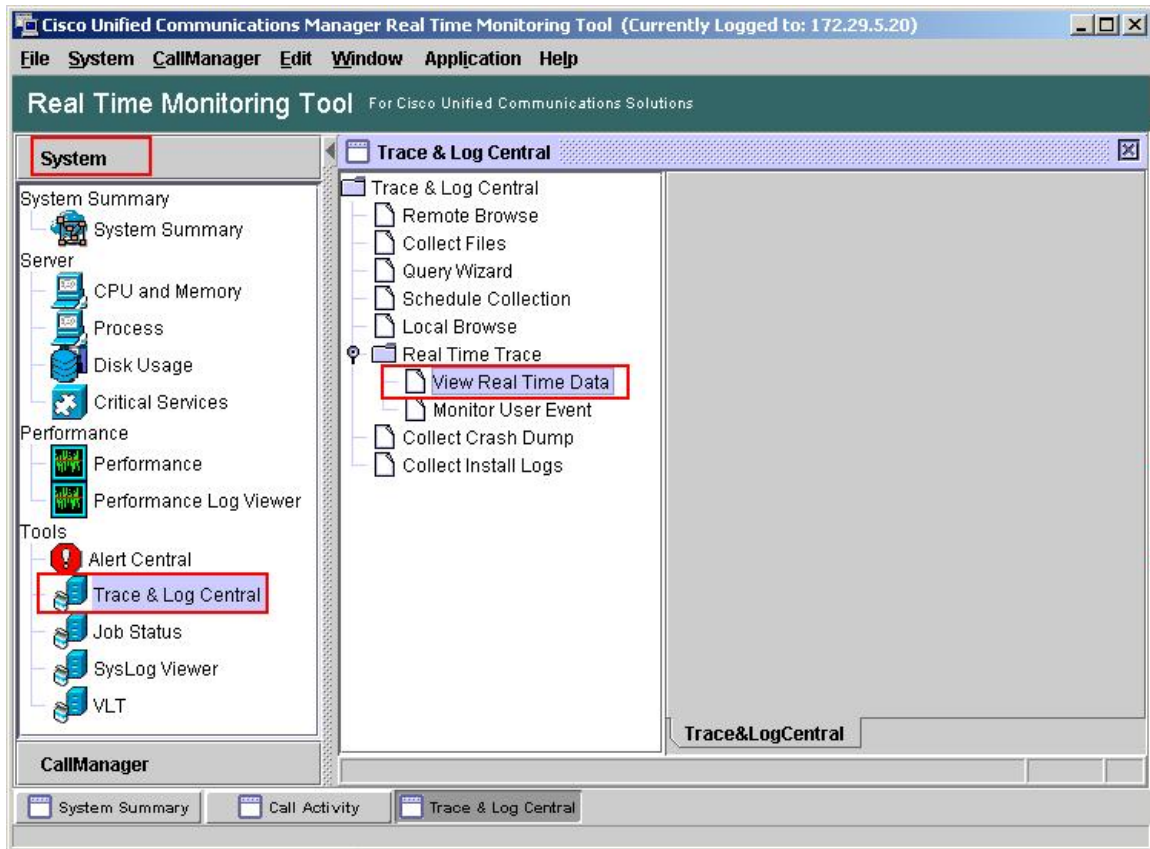 Cisco Unified Communications Manager Real Time Monitoring Tool (Currently Logged to: 172.29.5.20)
File System CallManager Edit Window Application Help
Real Time Monitoring Tool For Cisco Unified Communications Solutions
System
System Summary
System Summary
Server
CPU and Memory
Process
Disk Usage
Critical Services
Performance
Performance
Performance Log Viewer
Tools
Alert Central
Trace & Log Central
Job Status
SysLog Viewer
VLT
CallManager
Trace & Log Central
Trace & Log Central
Remote Browse
Collect Files
Query Wizard
Schedule Collection
Local Browse
Real Time Trace
View Real Time Data
Monitor User Event
Collect Crash Dump
Collect Install Logs
Trace&LogCentral
System Summary
Call Activity
Trace & Log Central